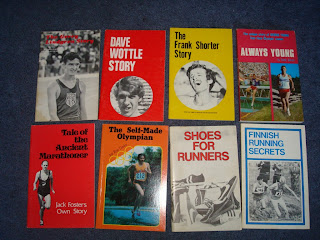 DAVE
WOTTLE
STORY
The
Frank Shorter
Story
ALWAYS YOUNG
Tale of
the
Ancient
Marathoner
Jack Fosters
Own Story
The Self-Made
Olympian
SHOES
FOR
RUNNERS
FINNISH
RUNNING
SECRETS